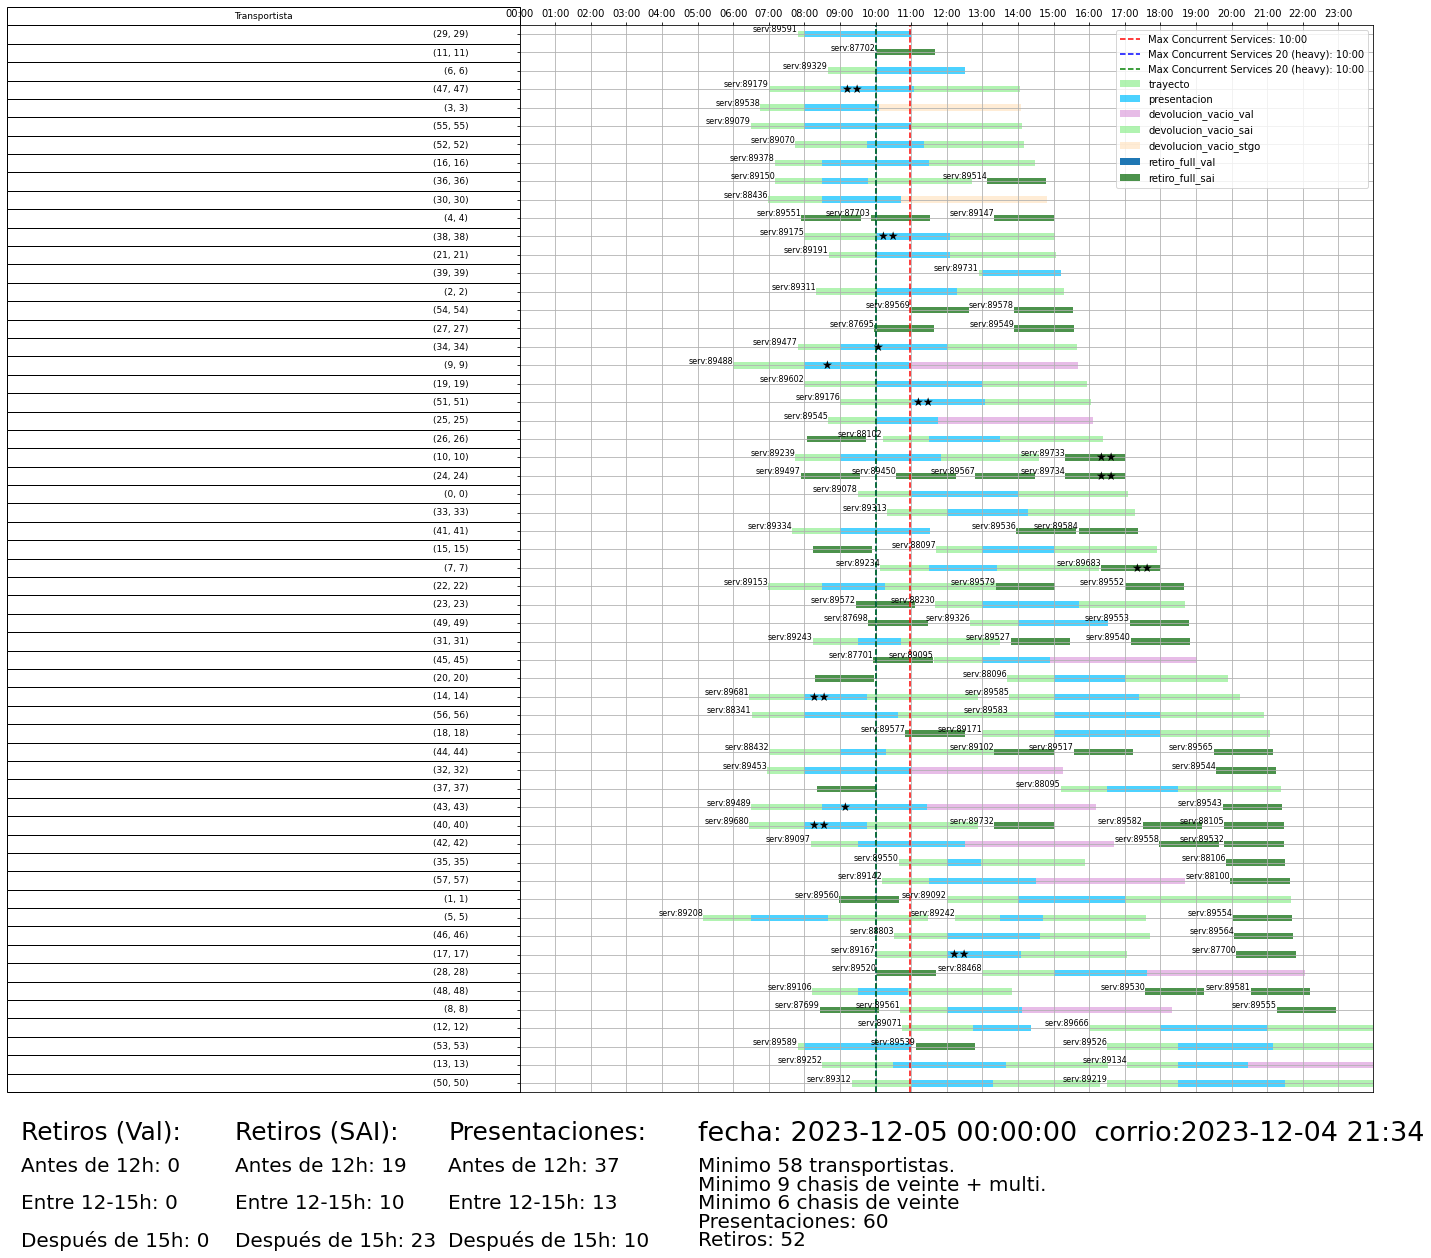 Transportista
00:00 01:00 02:00 03:00 04:00 05:00 06:00 07:00 08:00 09:00 10:00 11:00 12:00 13:00 14:00 15:00 16:00 17:00 18:00 19:00 20:00 21:00 22:00 23:00
Max Concurrent Services: 10:00
Max Concurrent Services 20 (heavy): 10:00
Max Concurrent Services 20 (heavy): 10:00
trayecto
presentacion
devolucion_vacio_val
devolucion_vacio_sai
devolucion_vacio_stgo
retiro_full_val
retiro_full_sai
(29, 29) serv:89591
(11, 11) serv:87702
(6, 6) serv:89329
(47, 47) serv:89179
(3, 3) serv:89538
(55, 55) serv:89079
(52, 52) serv:89070
(16, 16) serv:89378
(36, 36) serv:89150 serv:89514
(30, 30) serv:88436
(4, 4) serv:89551 serv:87703 serv:89147
(38, 38) serv:89175
(21, 21) serv:89191
(39, 39) serv:89731
(2, 2) serv:89311
(54, 54) serv:89569 serv:89578
(27, 27) serv:87695 serv:89549
(34, 34) serv:89477
(9, 9) serv:89488
(19, 19) serv:89602
(51, 51) serv:89176
(25, 25) serv:89545
(26, 26) serv:88102
(10, 10) serv:89239 serv:89733
(24, 24) serv:89497 serv:89450 serv:89567 serv:89734
(0, 0) serv:89078
(33, 33) serv:89313
(41, 41) serv:89334 serv:89536 serv:89584
(15, 15) serv:88097
(7, 7) serv:89234 serv:89683
(22, 22) serv:89153 serv:89579 serv:89552
(23, 23) serv:89572 serv:88230
(49, 49) serv:87698 serv:89326 serv:89553
(31, 31) serv:89243 serv:89527 serv:89540
(45, 45) serv:87701 serv:89095
(20, 20) serv:88096
(14, 14) serv:89681 serv:89585
(56, 56) serv:88341 serv:89583
(18, 18) serv:89577 serv:89171
(44, 44) serv:88432 serv:89102 serv:89517 serv:89565
(32, 32) serv:89453 serv:89544
(37, 37) serv:88095
(43, 43) serv:89489 serv:89543
(40, 40) serv:89680 serv:89732 serv:89582 serv:88105
(42, 42) serv:89097 serv:89558 serv:89532
(35, 35) serv:89550 serv:88106
(57, 57) serv:89142 serv:88100
(1, 1) serv:89560 serv:89092
(5, 5) serv:89208 serv:89242 serv:89554
(46, 46) serv:88803 serv:89564
(17, 17) serv:89167 serv:87700
(28, 28) serv:89520 serv:88468
(48, 48) serv:89106 serv:89530 serv:89581
(8, 8) serv:87699 serv:89561 serv:89555
(12, 12) serv:89071 serv:89666
(53, 53) serv:89589 serv:89539 serv:89526
(13, 13) serv:89252 serv:89134
(50, 50) serv:89312 serv:89219
Retiros (Val):
Antes de 12h: 0
Entre 12-15h: 0
Después de 15h: 0
Retiros (SAI):
Antes de 12h: 19
Entre 12-15h: 10
Después de 15h: 23
Presentaciones:
Antes de 12h: 37
Entre 12-15h: 13
Después de 15h: 10
fecha: 2023-12-05 00:00:00 corrio:2023-12-04 21:34
Minimo 58 transportistas.
Minimo 9 chasis de veinte + multi.
Minimo 6 chasis de veinte
Presentaciones: 60
Retiros: 52